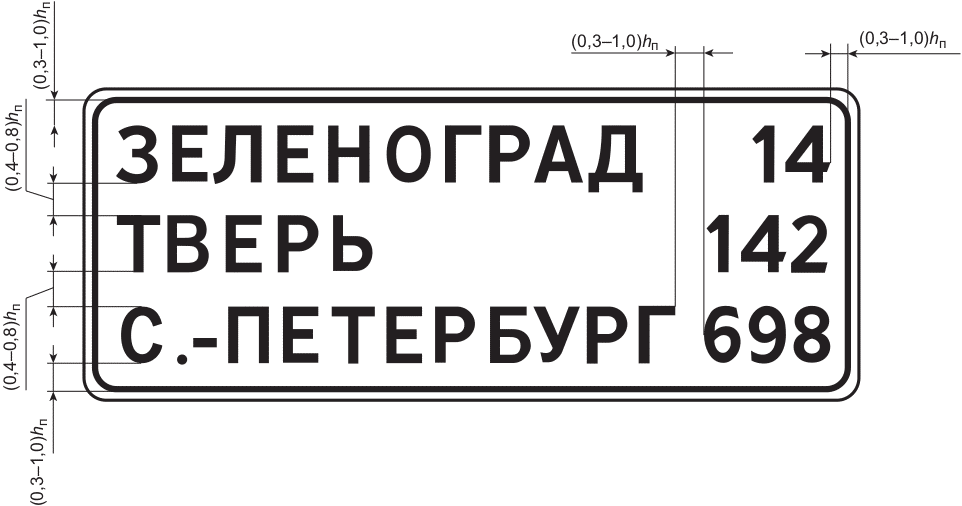 (0,3–1,0)hп
(0,3–1,0)hп
(0,3–1,0)hп
(0,4–0,8)hп
ЗЕЛЕНОГРАД 14
ТВЕРЬ 142
С.-ПЕТЕРБУРГ 698
(0,4–0,8)hп
(0,3–1,0)hп